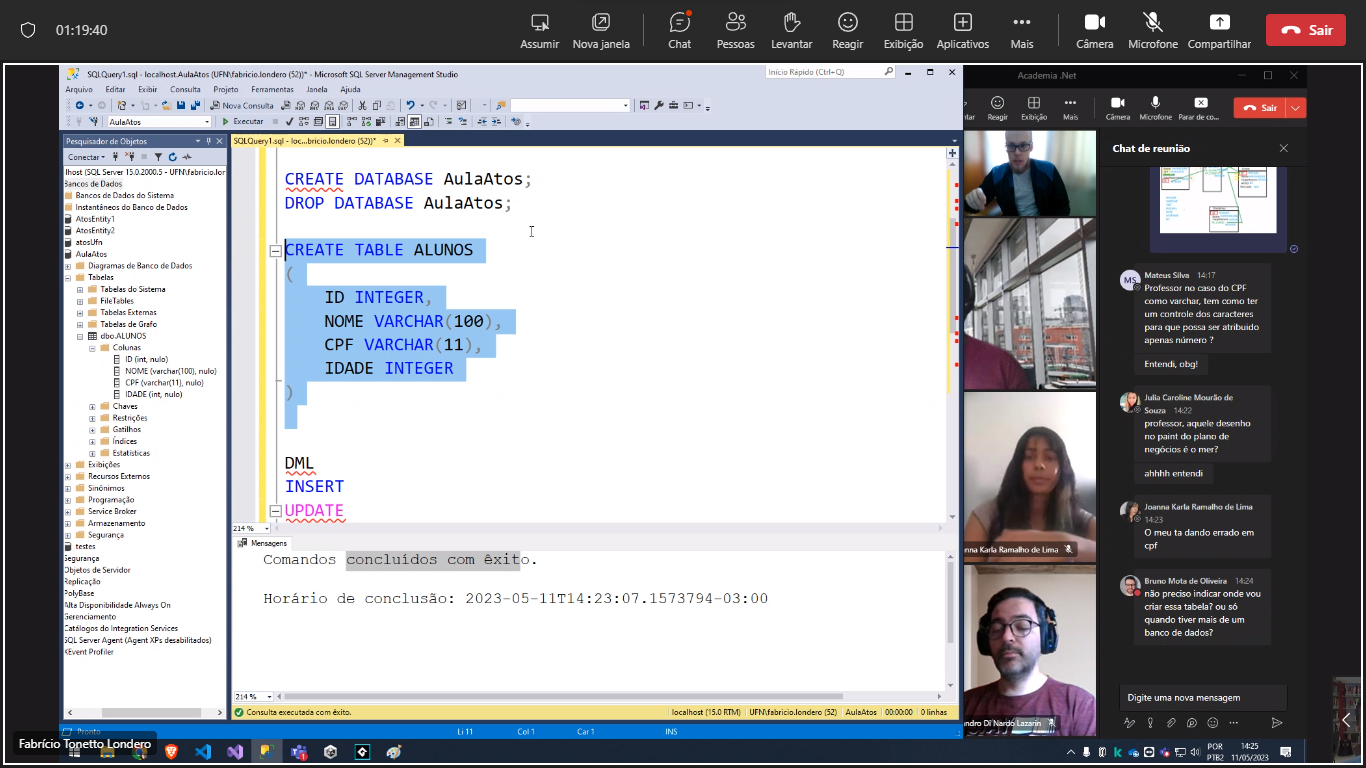 01:19:40
Assumir
Nova janela
Chat
Pessoas
Levantar
Reagir
Exibição
Aplicativos
Mais
Câmera
Microfone
Compartilhar
Sair
SQLQuery1.sql - localhost.AulaAtos (UFN\fabricio.londero (52))* - Microsoft SQL Server Management Studio
Início Rápido (Ctrl+Q)
Arquivo Editar Exibir Consulta Projeto Ferramentas Janela Ajuda
Nova Consulta
AulaAtos
Executar
Pesquisador de Objetos
Conectar
lhost (SQL Server 15.0.2000.5 - UFN\fabricio.lor
Bancos de Dados
Bancos de Dados do Sistema
Instantâneos do Banco de Dados
AtosEntity1
AtosEntity2
atosUfn
AulaAtos
Diagramas de Banco de Dados
Tabelas
Tabelas do Sistema
FileTables
Tabelas Externas
Tabelas de Grafo
dbo.ALUNOS
Colunas
ID (int, nulo)
NOME (varchar(100), nulo)
CPF (varchar(11), nulo)
IDADE (int, nulo)
Chaves
Restrições
Gatilhos
Índices
Estatísticas
Exibições
Recursos Externos
Sinônimos
Programação
Service Broker
Armazenamento
Segurança
testes
Segurança
Objetos de Servidor
Replicação
PolyBase
Alta Disponibilidade Always On
Gerenciamento
Catálogos do Integration Services
SQL Server Agent (Agent XPs desabilitados)
XEvent Profiler
SQLQuery1.sql - loc...bricio.londero (52))*
CREATE DATABASE AulaAtos;
DROP DATABASE AulaAtos;
CREATE TABLE ALUNOS
(
ID INTEGER,
NOME VARCHAR(100),
CPF VARCHAR(11),
IDADE INTEGER
)
DML
INSERT
UPDATE
214 %
Mensagens
Comandos concluídos com êxito.
Horário de conclusão: 2023-05-11T14:23:07.1573794-03:00
214 %
Consulta executada com êxito.
localhost (15.0 RTM)
UFN\fabricio.londero (52)
AulaAtos
00:00:00
0 linhas
Pronto
Li 11
Col 1
Car 1
INS
Academia .Net
ntar
Reagir
Exibição
Mais
Câmera
Microfone
Parar de co...
Sair
nna Karla Ramalho de Lima
andro Di Nardo Lazarin
Chat de reunião
MS
Mateus Silva 14:17
Professor no caso do CPF
como varchar, tem como ter
um controle dos caracteres
para que possa ser atribuido
apenas número ?
Entendi, obg!
Julia Caroline Mourão de
Souza 14:22
professor, aquele desenho
no paint do plano de
negócios é o mer?
ahhhh entendi
Joanna Karla Ramalho de Lima
14:23
O meu ta dando errado em
cpf
Bruno Mota de Oliveira 14:24
não preciso indicar onde vou
criar essa tabela? ou só
quando tiver mais de um
banco de dados?
Digite uma nova mensagem
Fabrício Tonetto Londero
POR
PTB2
14:25
11/05/2023